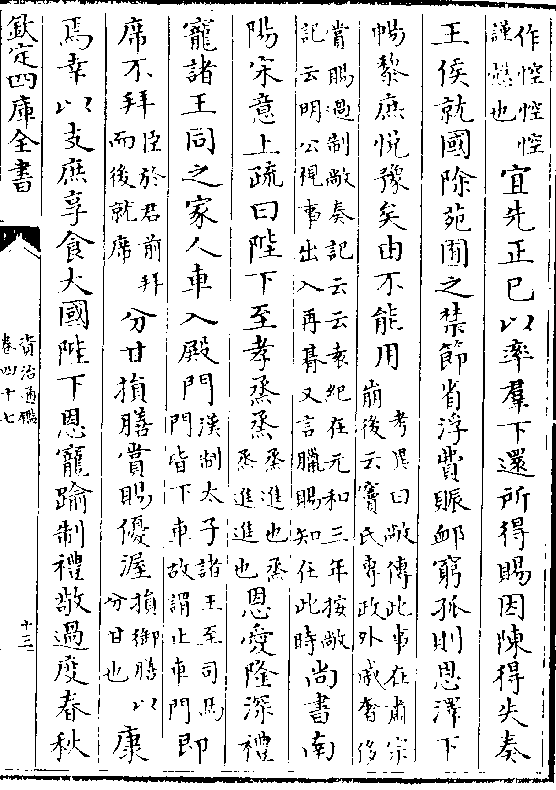 作悾悾悾
謹慤也
宜先正己以率羣下還所得賜因陳得失奏
王侯就國除苑囿之禁節省浮費賑䘏窮孤則恩澤下
暢黎庶悅豫矣由不能用
考異曰敞傳此事在肅宗
崩後云竇氏專政外戚奢侈
賞賜過制敞奏記云云袁紀在元和三年按敞
記云明公視事出入再朞又言臘賜知在此時
尚書南
陽宋意上疏曰陛下至孝烝烝
烝進也烝
烝進進也
恩愛隆深禮
寵諸王同之家人車入殿門
漢制太子諸王至司馬
門皆下車故謂止車門
即
席不拜
臣於君前拜
而後就席
分甘損膳賞賜優渥
損御膳以
分甘也
康
焉幸以支庶享食大國陛下恩寵踰制禮敬過度春秋
欽定四庫全書
資治通鑑
卷四十七
十三